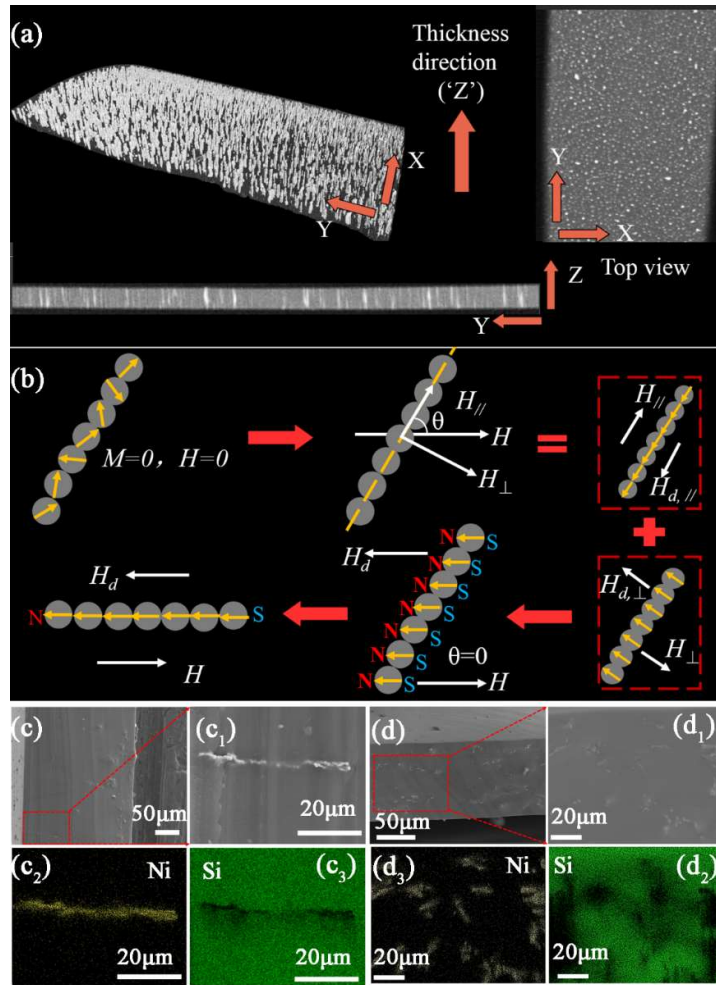 (a)
Thickness
direction
('Z')
X
Y
Y
X
Top view
Z
Y
(b)
M=0, H=0
H//
θ
H
H⊥
H//
Hd, //
Hd
N S
N S
N S
N S
N S
N S
N S
θ=0
H
Hd,⊥
H⊥
Hd
N S
H
(c)
50μm
(c1)
20μm
(d)
50μm
(d1)
20μm
(c2) Ni
20μm
Si (c3)
20μm
(d3) Ni
20μm
Si (d2)
20μm